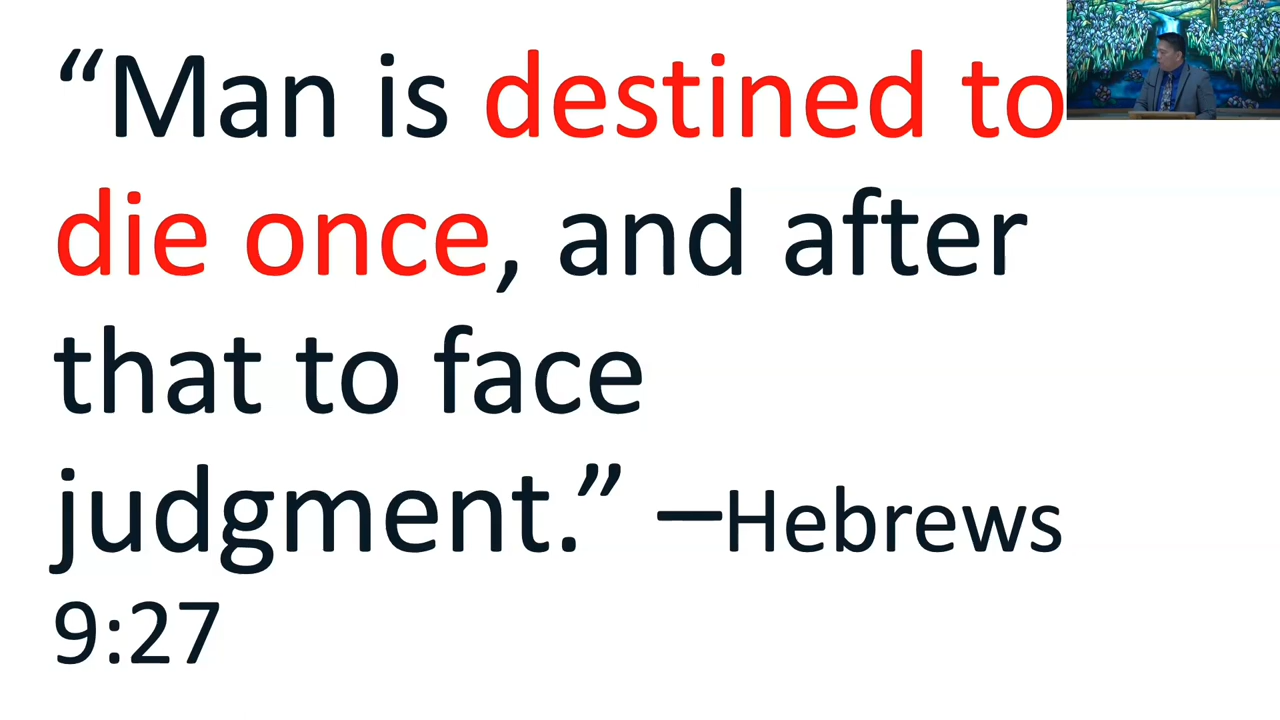 “Man is destined to
die once, and after
that to face
judgment.” –Hebrews
9:27